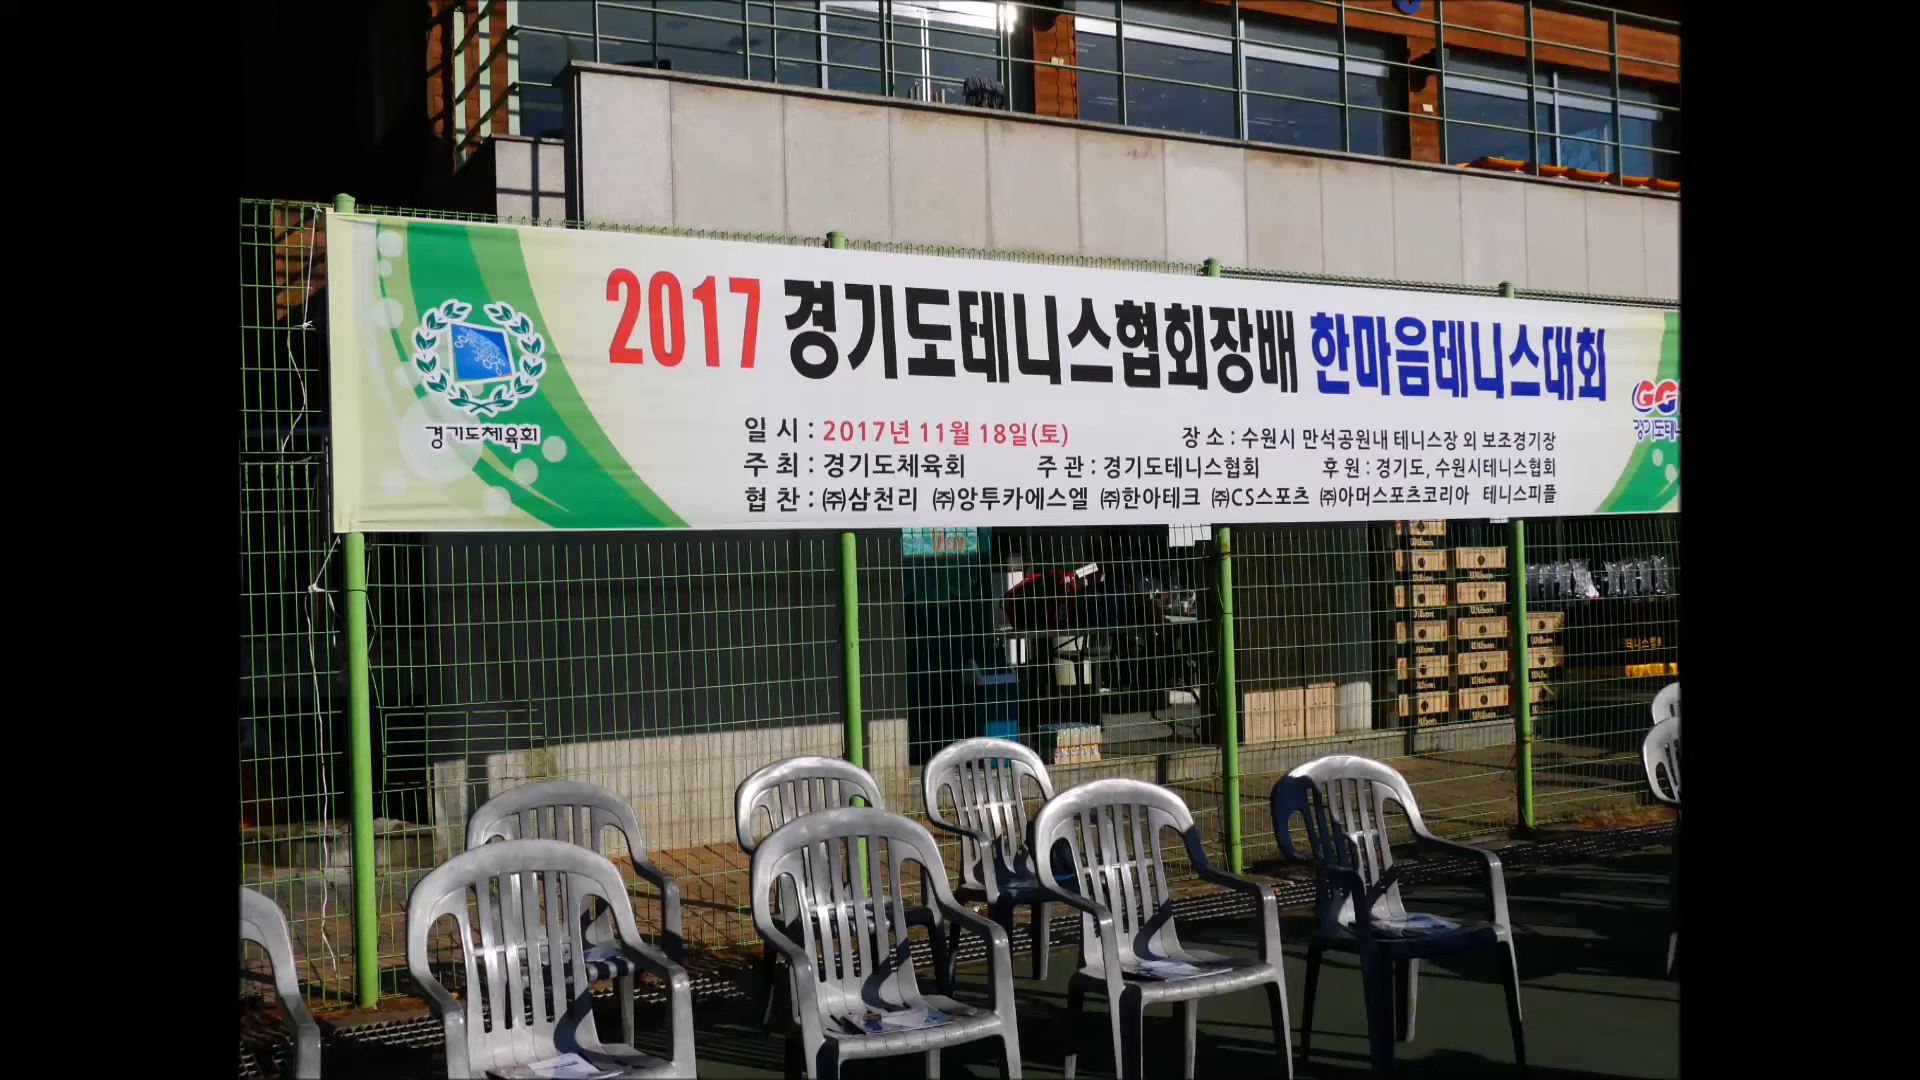 2017 경기도테니스협회장배 한마음테니스대회
경기도체육회
일 시 : 2017년 11월 18일(토)
장 소 : 수원시 만석공원내 테니스장 외 보조경기장
주 최 : 경기도체육회
주 관 : 경기도테니스협회
후 원 : 경기도, 수원시테니스협회
협 찬 : ㈜삼천리 ㈜앙투카에스엘 ㈜한아테크 ㈜CS스포츠 ㈜아머스포츠코리아 테니스피플
경기도테니
Wilson